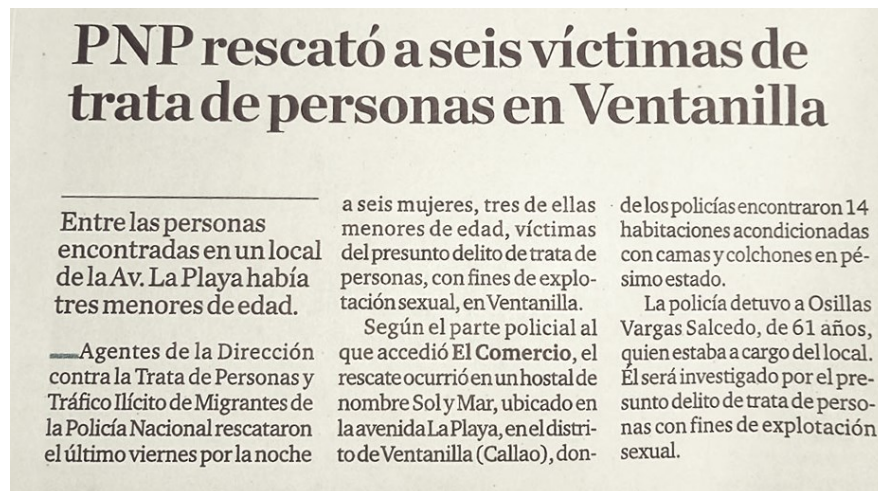 PNP rescató a seis víctimas de
trata de personas en Ventanilla
Entre las personas
encontradas en un local
de la Av. La Playa había
tres menores de edad.
Agentes de la Dirección
contra la Trata de Personas y
Tráfico Ilícito de Migrantes de
la Policía Nacional rescataron
el último viernes por la noche
a seis mujeres, tres de ellas
menores de edad, víctimas
del presunto delito de trata de
personas, con fines de explo-
tación sexual, en Ventanilla.
Según el parte policial al
que accedió El Comercio, el
rescate ocurrió en un hostal de
nombre Sol y Mar, ubicado en
la avenida La Playa, en el distri-
to de Ventanilla (Callao), don-
de los policías encontraron 14
habitaciones acondicionadas
con camas y colchones en pé-
simo estado.
La policía detuvo a Osillas
Vargas Salcedo, de 61 años,
quien estaba a cargo del local.
Él será investigado por el pre-
sunto delito de trata de perso-
nas con fines de explotación
sexual.